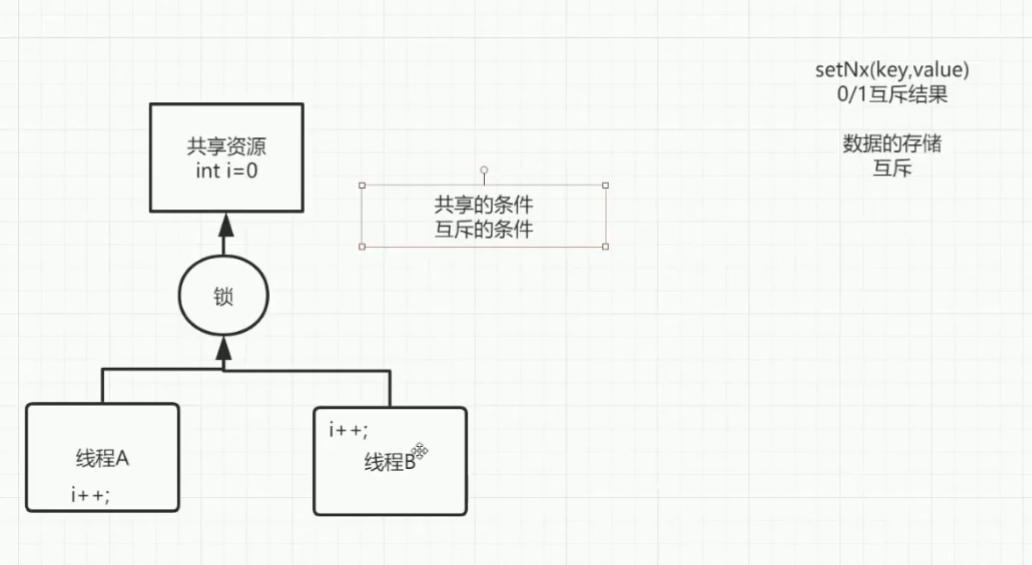 setNx(key,value)
0/1互斥结果
数据的存储
互斥
共享资源
int i=0
共享的条件
互斥的条件
锁
线程A
i++;
i++;
线程B